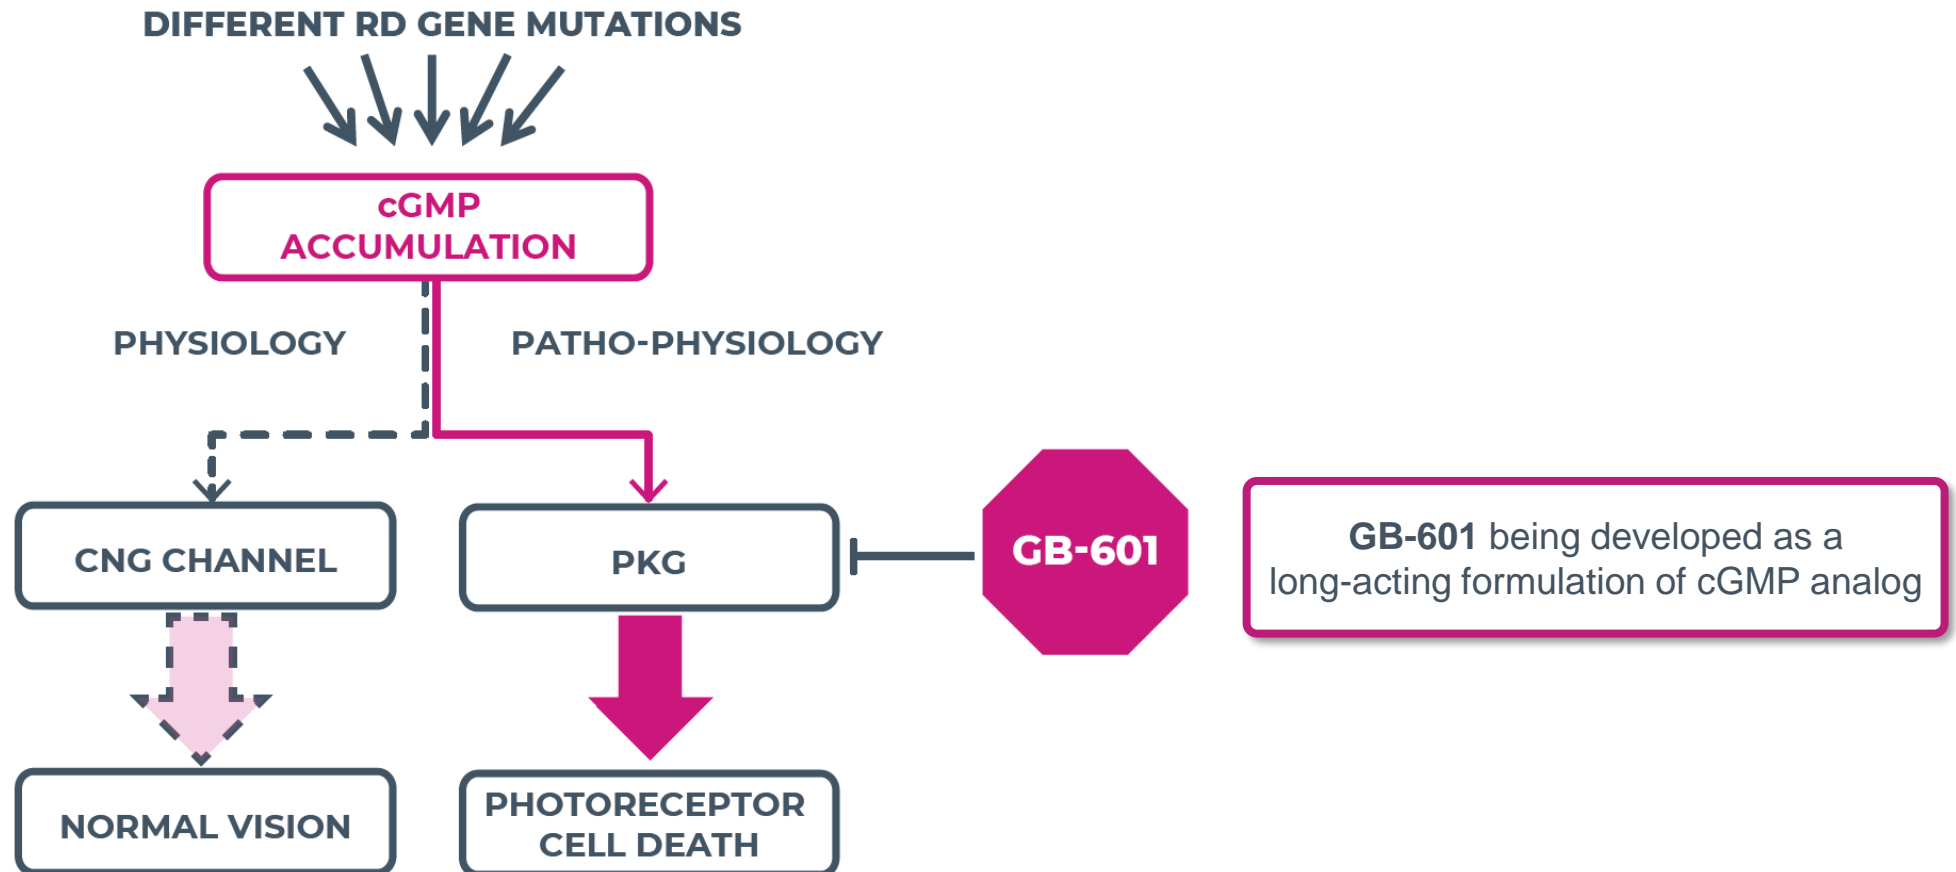 DIFFERENT RD GENE MUTATIONS
cGMP
ACCUMULATION
PHYSIOLOGY
PATHO-PHYSIOLOGY
CNG CHANNEL
PKG
GB-601
GB-601 being developed as a
long-acting formulation of cGMP analog
NORMAL VISION
PHOTORECEPTOR
CELL DEATH